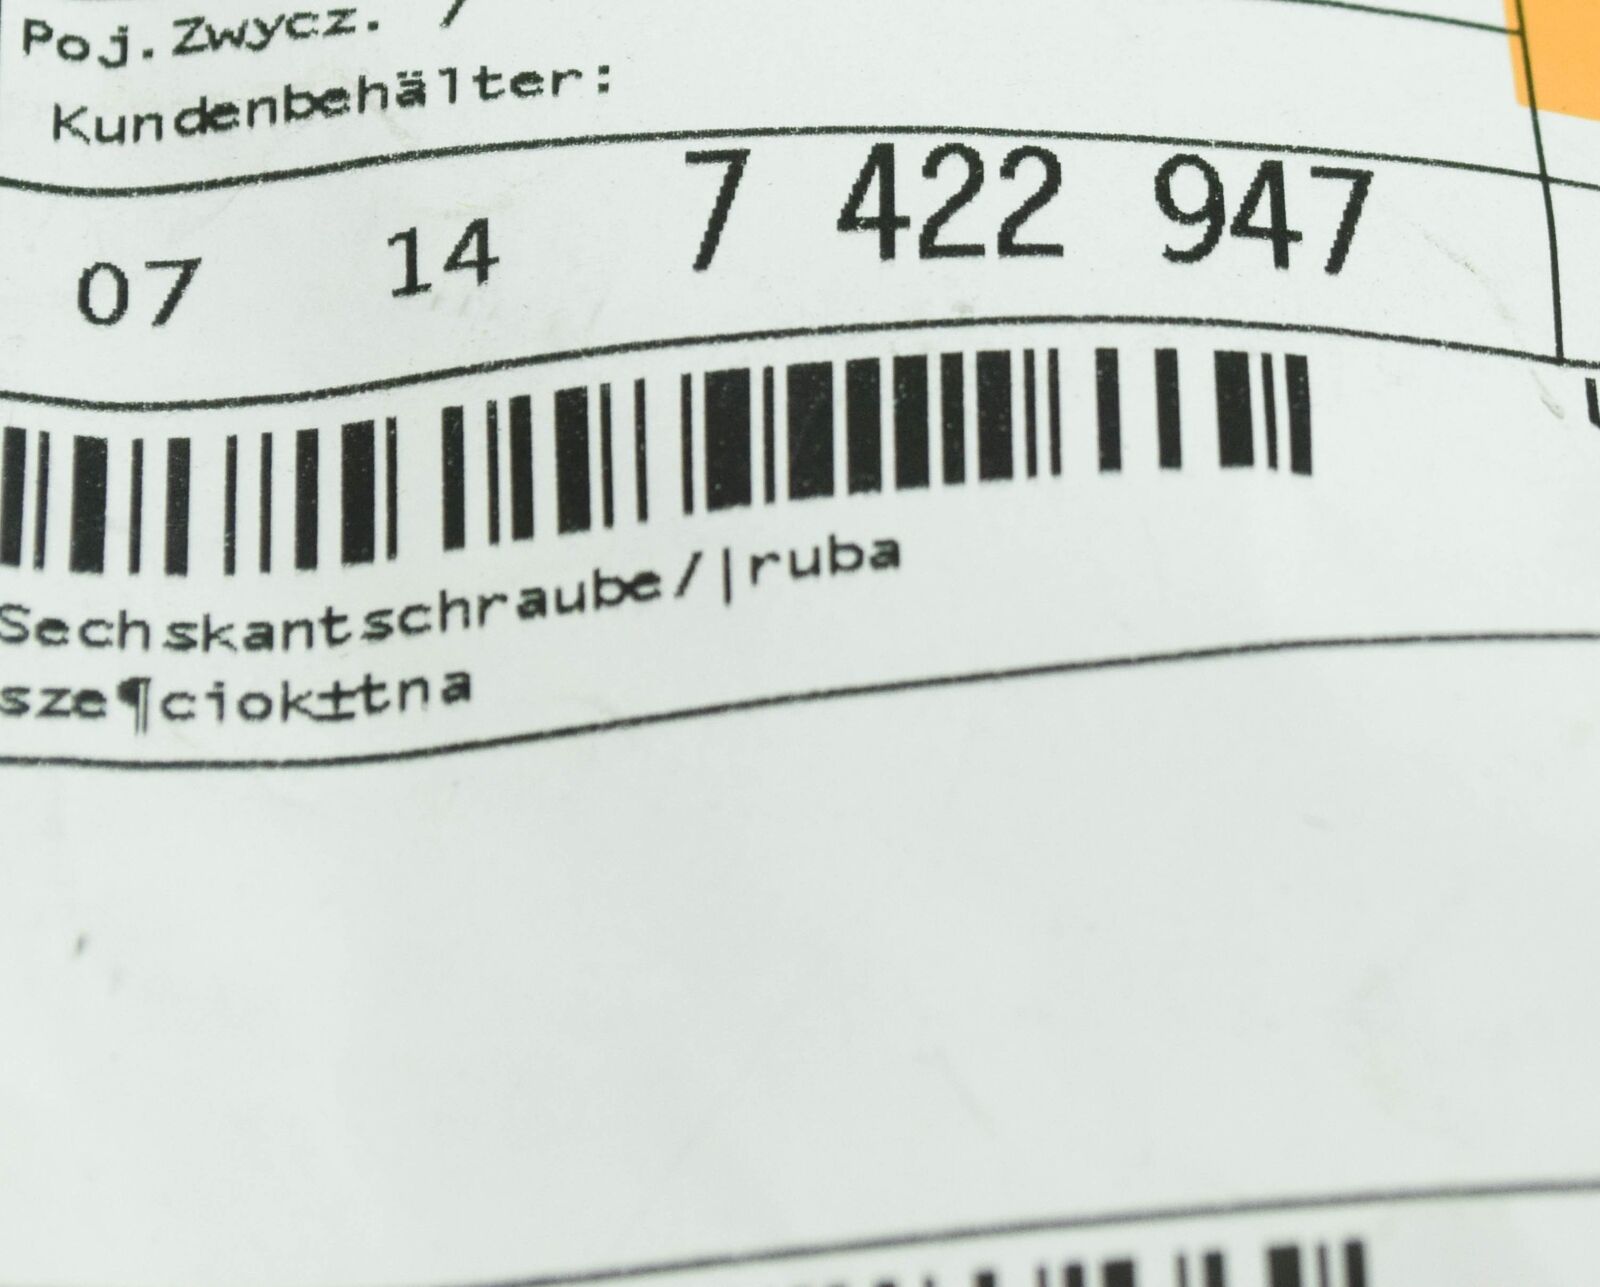 Poj.Zwycz. /
Kundenbehälter:
07 14 7 422 947
Sechskantschraube/|ruba
sze¶ciok±tna